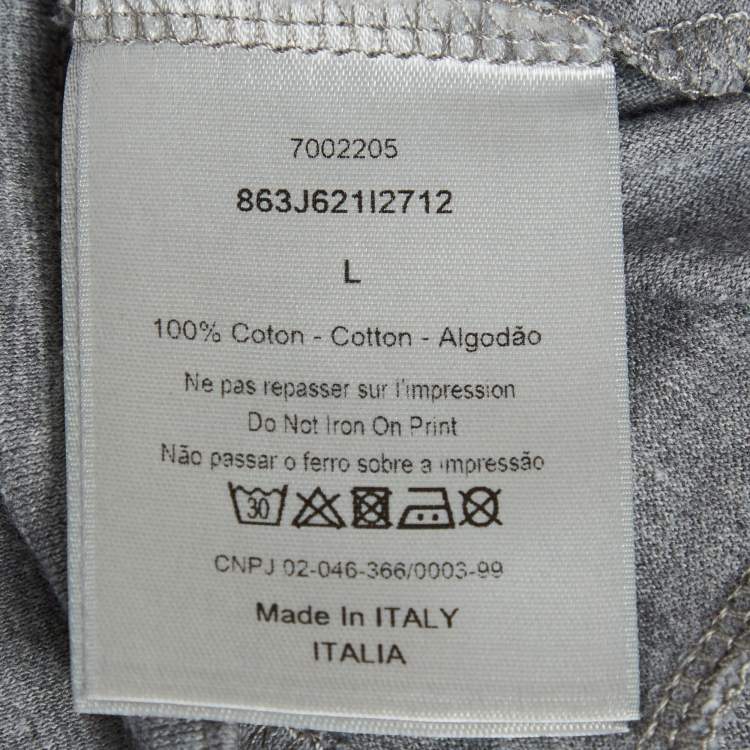 7002205
863J621I2712
L
100% Coton - Cotton - Algodão
Ne pas repasser sur l'impression
Do Not Iron On Print
Não passar o ferro sobre a impressão
30
CNPJ 02-046-366/0003-99
Made In ITALY
ITALIA